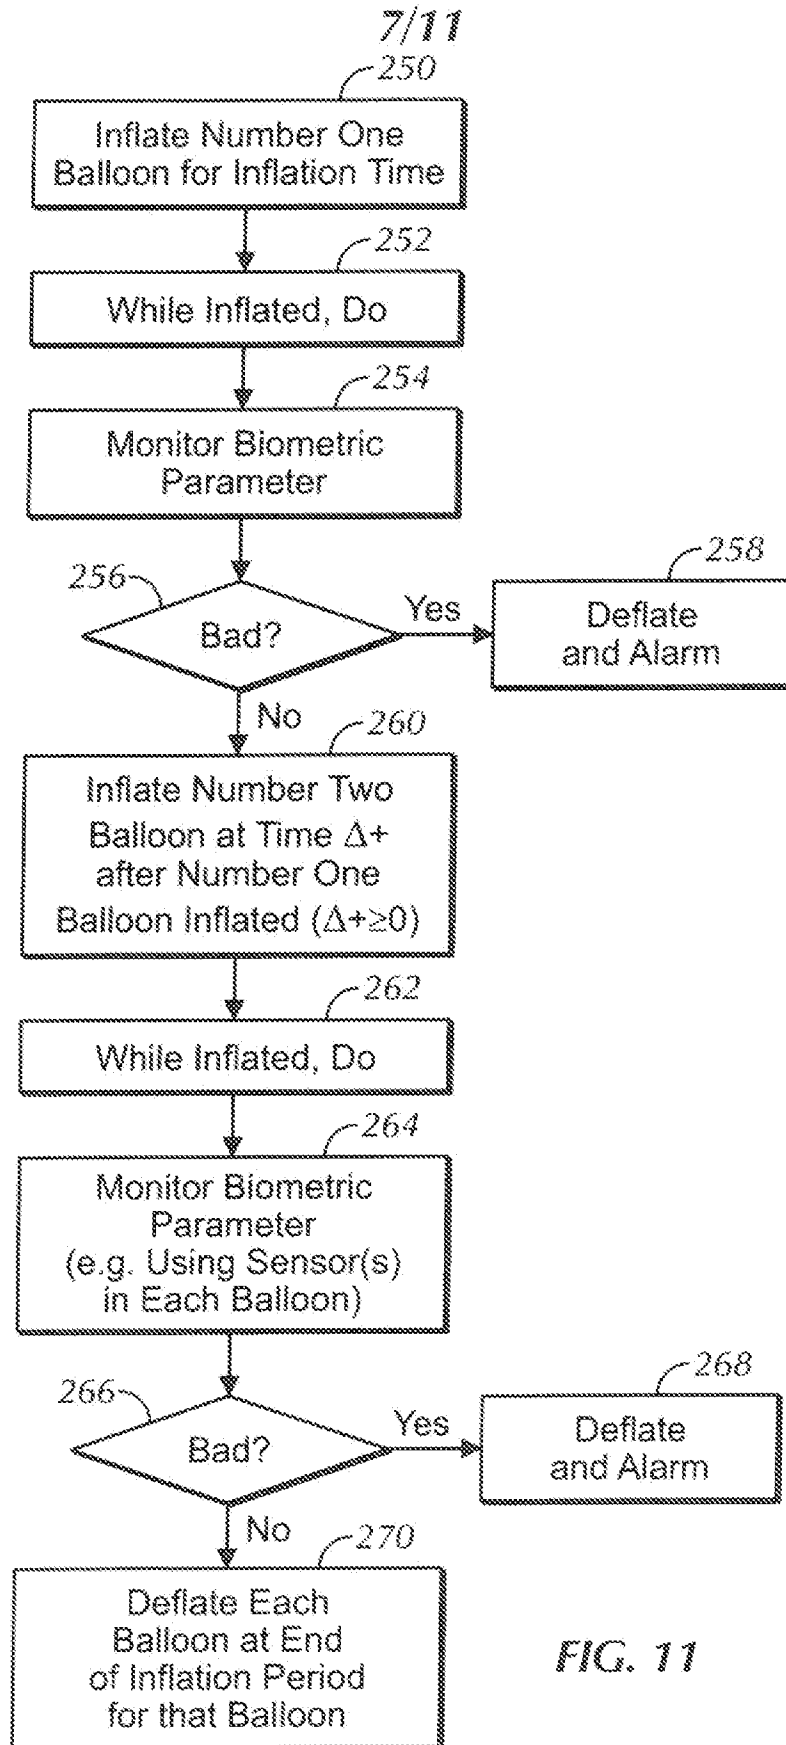 7/11
250
Inflate Number One
Balloon for Inflation Time
252
While Inflated, Do
254
Monitor Biometric
Parameter
256
Bad?
Yes
258
Deflate
and Alarm
No
260
Inflate Number Two
Balloon at Time Δ+
after Number One
Balloon Inflated (Δ+≥0)
262
While Inflated, Do
264
Monitor Biometric
Parameter
(e.g. Using Sensor(s)
in Each Balloon)
266
Bad?
Yes
268
Deflate
and Alarm
No
270
Deflate Each
Balloon at End
of Inflation Period
for that Balloon
FIG. 11